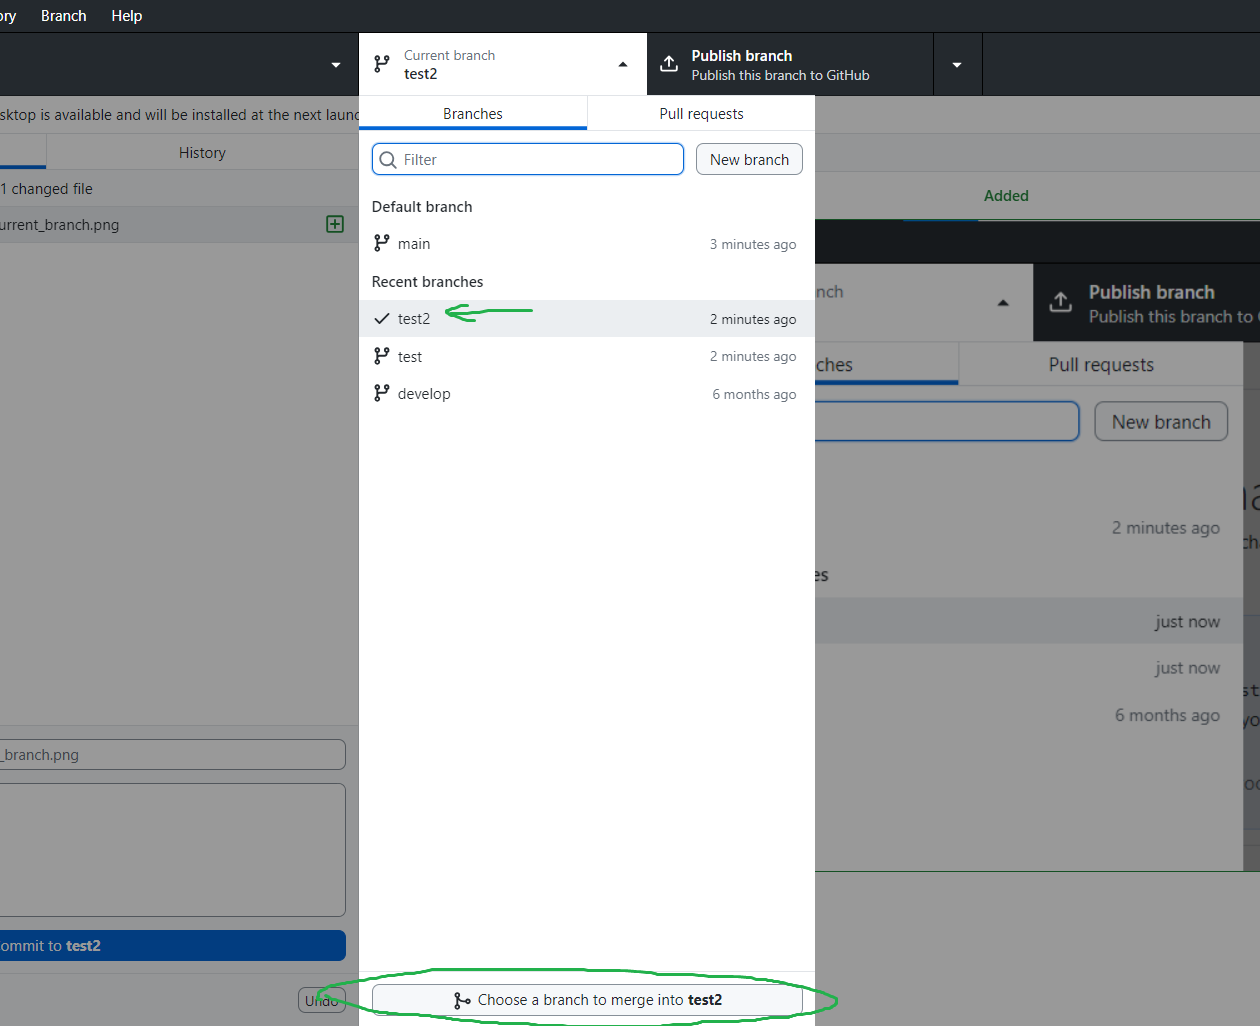 ory Branch Help
Current branch
test2
Publish branch
Publish this branch to GitHub
sktop is available and will be installed at the next launc
Branches
Pull requests
History
Filter
New branch
1 changed file
Added
urrent_branch.png
Default branch
main
3 minutes ago
Recent branches
test2
2 minutes ago
test
2 minutes ago
develop
6 months ago
nch
Publish branch
Publish this branch to
ches
Pull requests
New branch
2 minutes ago
es
just now
just now
6 months ago
_branch.png
ommit to test2
Undo
Choose a branch to merge into test2